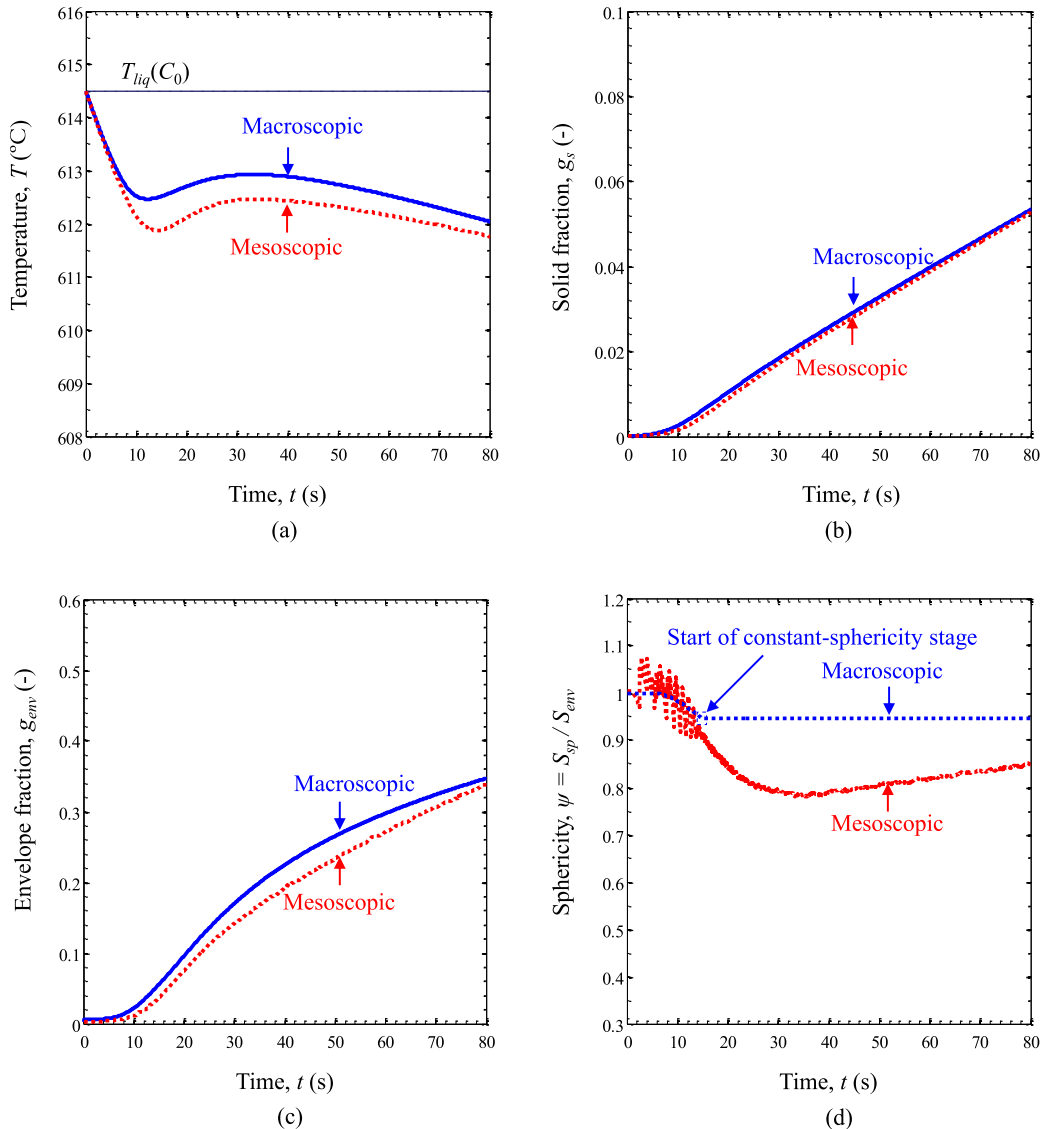 616
615
614
613
612
611
610
609
608
Temperature, T (°C)
T_liq(C_0)
Macroscopic
Mesoscopic
0 10 20 30 40 50 60 70 80
Time, t (s)
(a)
0.1
0.08
0.06
0.04
0.02
0
Solid fraction, g_s (-)
Macroscopic
Mesoscopic
0 10 20 30 40 50 60 70 80
Time, t (s)
(b)
0.6
0.5
0.4
0.3
0.2
0.1
0
Envelope fraction, g_env (-)
Macroscopic
Mesoscopic
0 10 20 30 40 50 60 70 80
Time, t (s)
(c)
1.2
1.1
1
0.9
0.8
0.7
0.6
0.5
0.4
0.3
Sphericity, ψ = S_sp / S_env
Start of constant-sphericity stage
Macroscopic
Mesoscopic
0 10 20 30 40 50 60 70 80
Time, t (s)
(d)